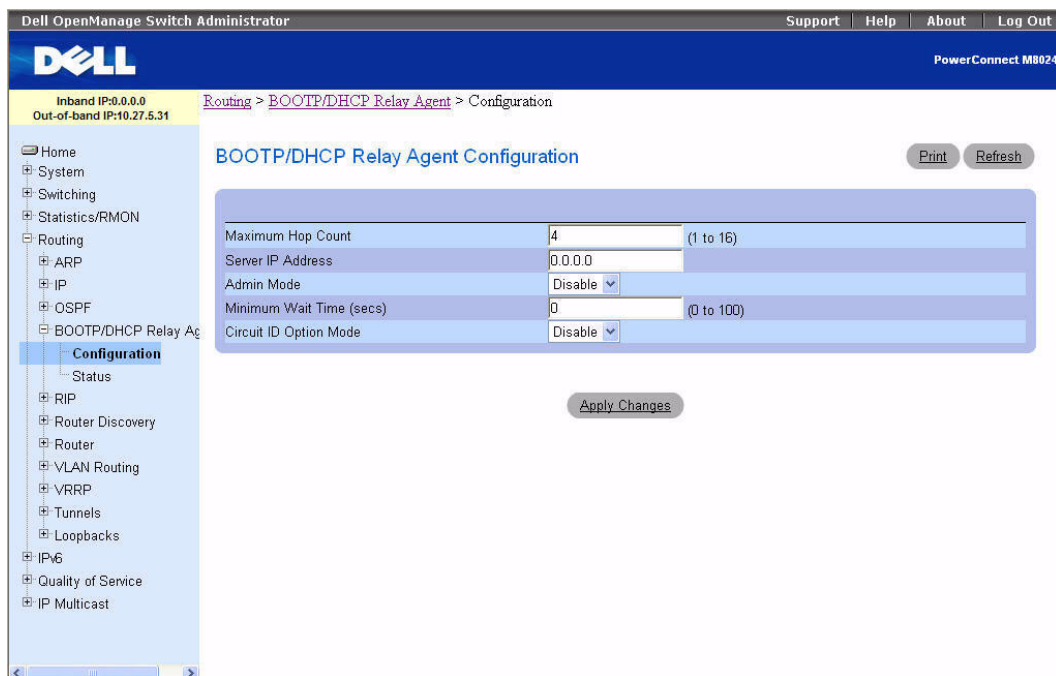 Dell OpenManage Switch Administrator
Support Help About Log Out
DELL
PowerConnect M8024
Inband IP:0.0.0.0
Out-of-band IP:10.27.5.31
Routing > BOOTP/DHCP Relay Agent > Configuration
Home
System
Switching
Statistics/RMON
Routing
ARP
IP
OSPF
BOOTP/DHCP Relay Ag
Configuration
Status
RIP
Router Discovery
Router
VLAN Routing
VRRP
Tunnels
Loopbacks
IPv6
Quality of Service
IP Multicast
BOOTP/DHCP Relay Agent Configuration
Print Refresh
Maximum Hop Count 4 (1 to 16)
Server IP Address 0.0.0.0
Admin Mode Disable
Minimum Wait Time (secs) 0 (0 to 100)
Circuit ID Option Mode Disable
Apply Changes